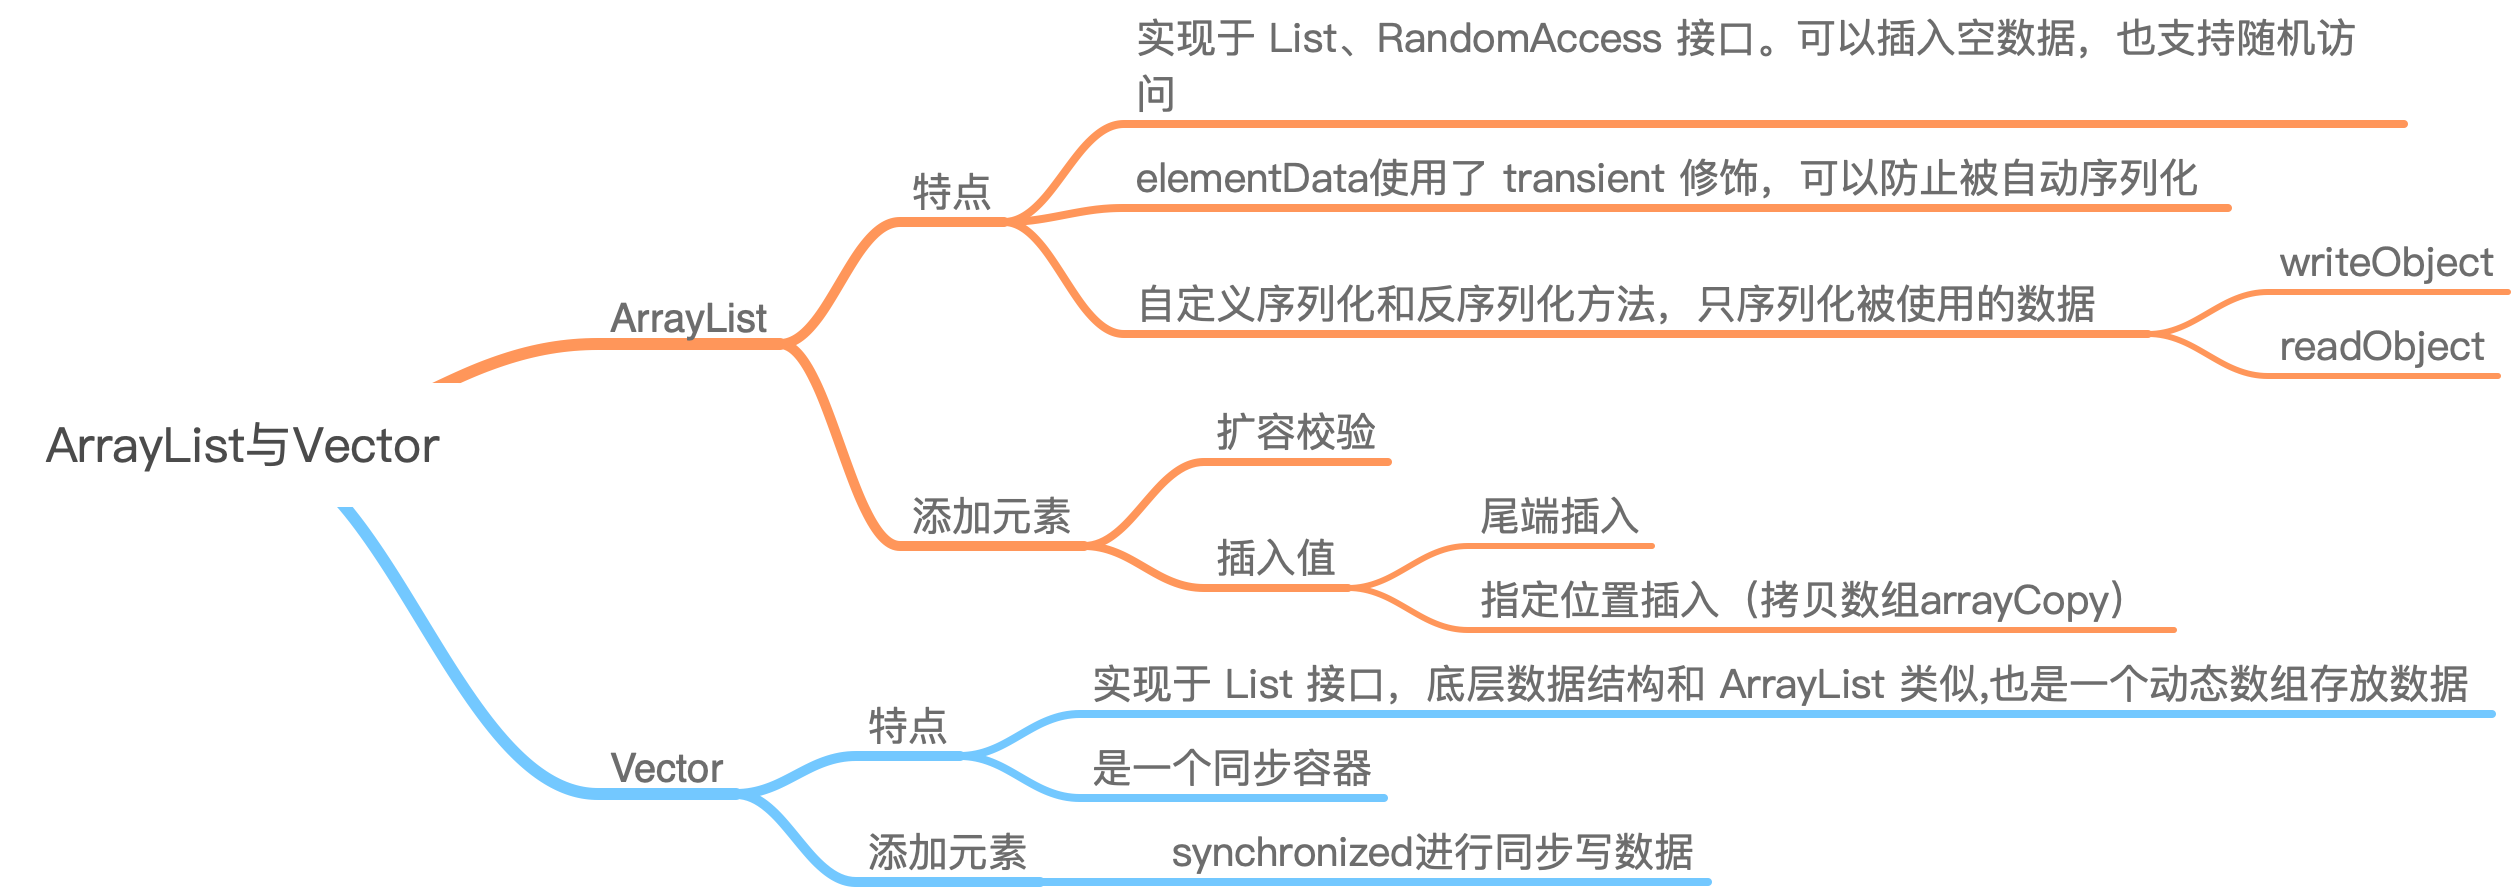 ArrayList与Vector
ArrayList
特点
实现于 List、RandomAccess 接口。可以插入空数据，也支持随机访
问
elementData使用了 transient 修饰，可以防止被自动序列化
自定义序列化和反序列化方法，只序列化被使用的数据
writeObject
readObject
添加元素
扩容校验
插入值
尾端插入
指定位置插入（拷贝数组arrayCopy）
Vector
特点
实现于 List 接口，底层数据结构和 ArrayList 类似,也是一个动态数组存放数据
是一个同步容器
添加元素
synchronized进行同步写数据